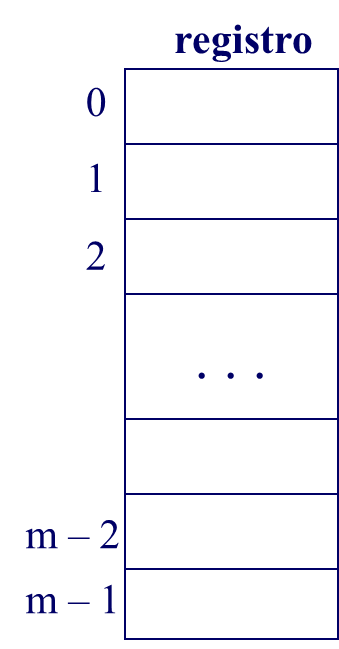 registro
0
1
2
. . .
m – 2
m – 1